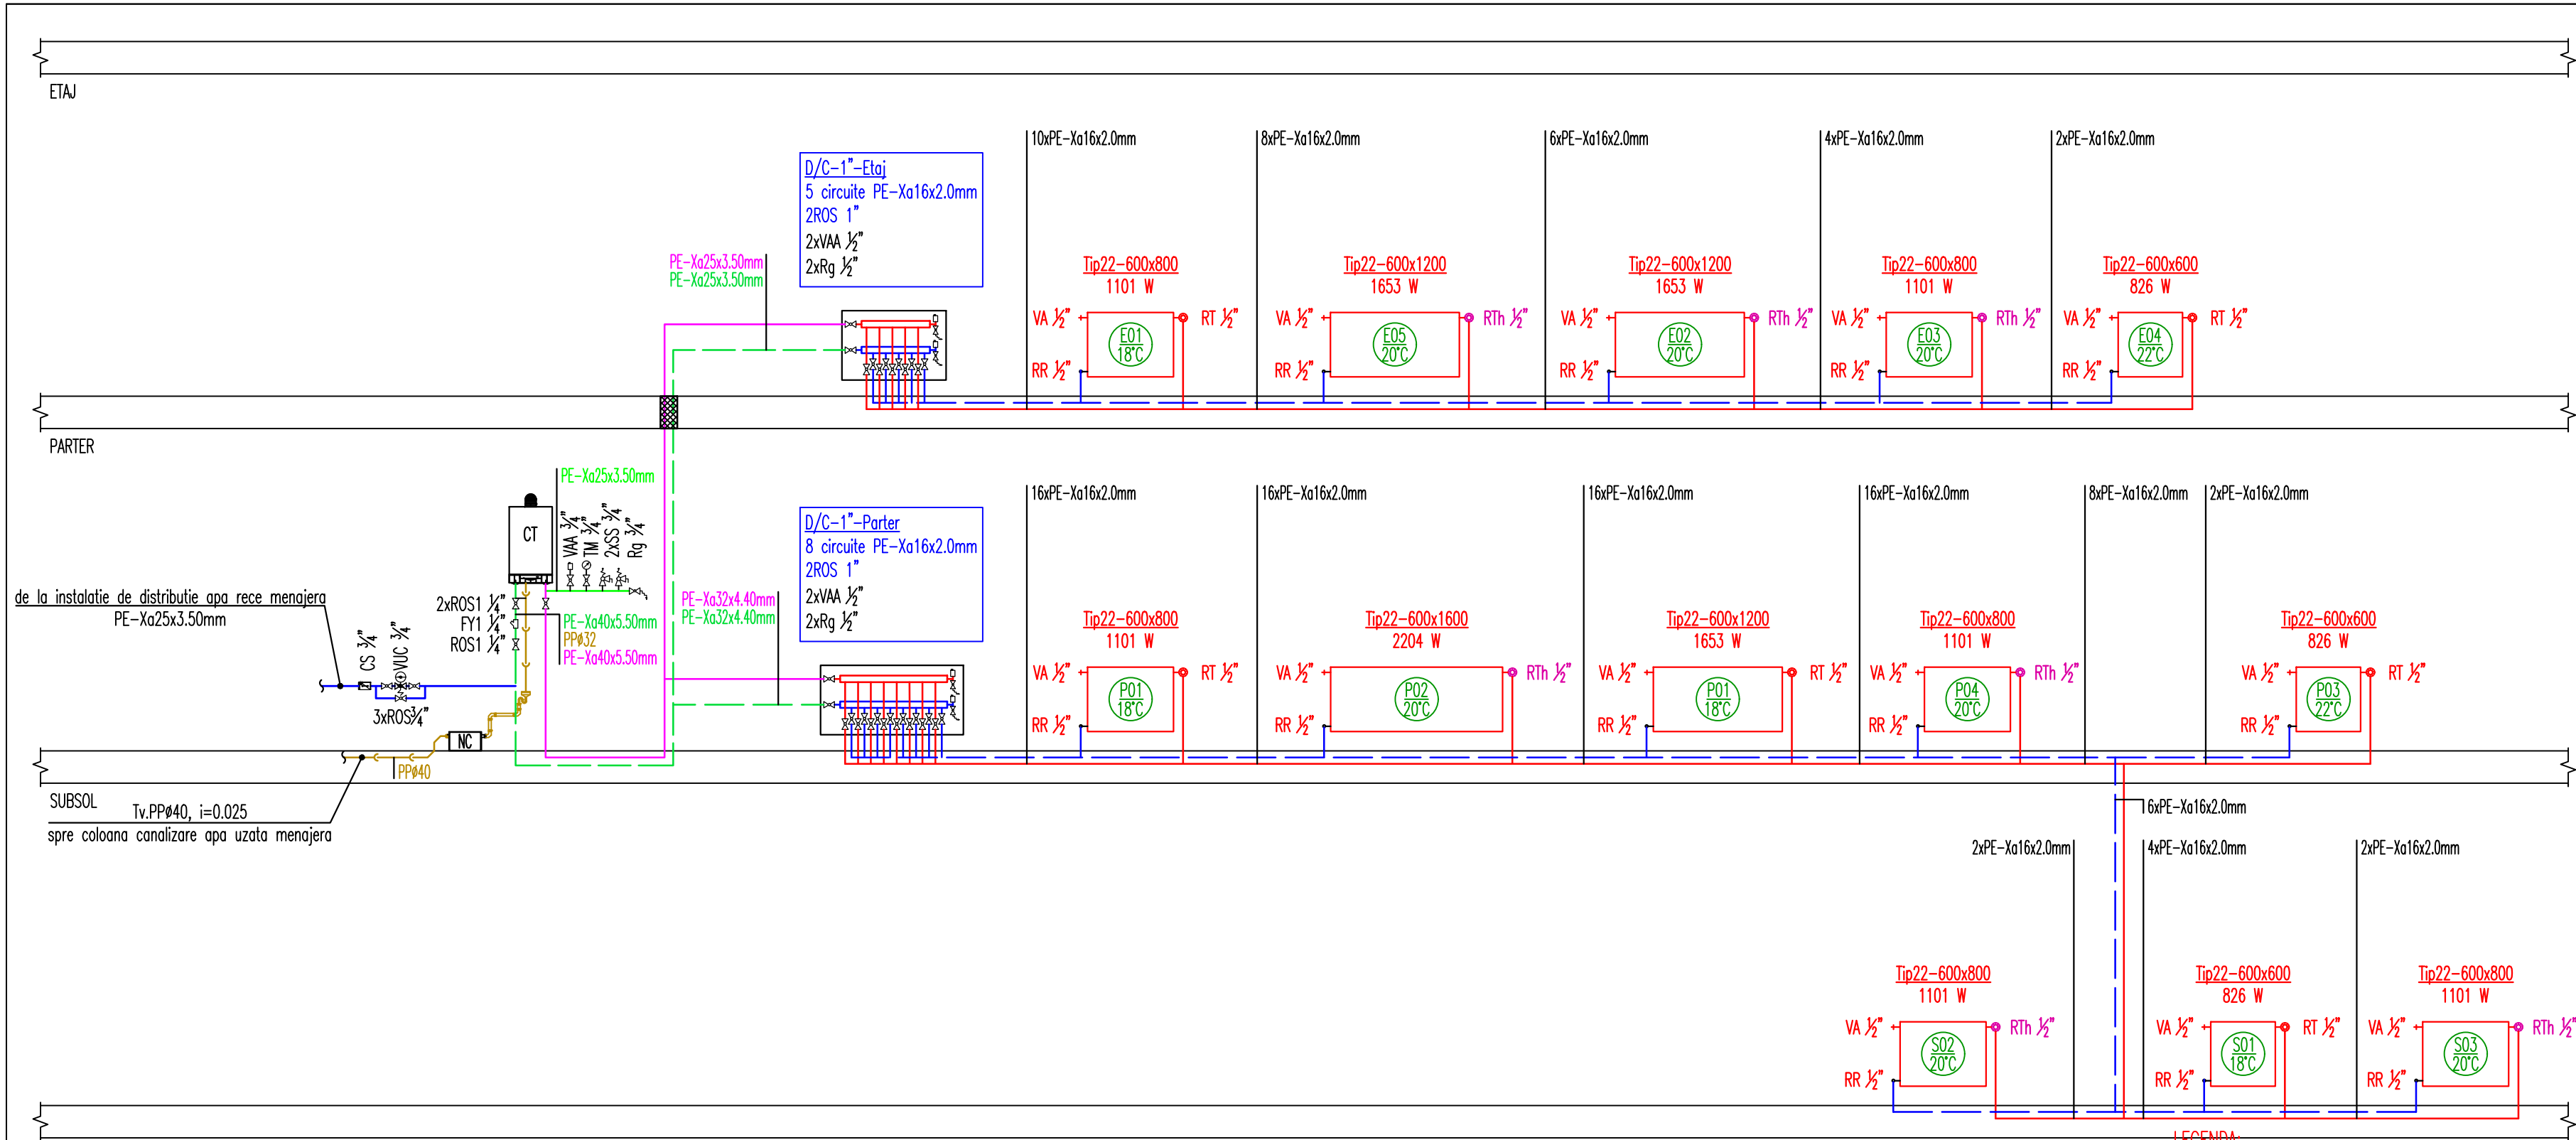 ETAJ
10xPE-Xa16x2.0mm
8xPE-Xa16x2.0mm
6xPE-Xa16x2.0mm
4xPE-Xa16x2.0mm
2xPE-Xa16x2.0mm
D/C-1"-Etaj
5 circuite PE-Xa16x2.0mm
2ROS 1"
2xVAA ½"
2xRg ½"
PE-Xa25x3.50mm
PE-Xa25x3.50mm
Tip22-600x800
1101 W
VA ½"
RT ½"
E01
18°C
RR ½"
Tip22-600x1200
1653 W
VA ½"
RTh ½"
E05
20°C
RR ½"
Tip22-600x1200
1653 W
VA ½"
RTh ½"
E02
20°C
RR ½"
Tip22-600x800
1101 W
VA ½"
RTh ½"
E03
20°C
RR ½"
Tip22-600x600
826 W
VA ½"
RT ½"
E04
22°C
RR ½"
PARTER
PE-Xa25x3.50mm
CT
VAA ¾"
TM ¾"
2xSS ¾"
Rg ¾"
de la instalatie de distributie apa rece menajera
PE-Xa25x3.50mm
2xROS1 ¼"
FY1 ¼"
ROS1 ¼"
PE-Xa40x5.50mm
PPø32
PE-Xa40x5.50mm
CS ¾"
VUC ¾"
3xROS¾"
NC
PPø40
D/C-1"-Parter
8 circuite PE-Xa16x2.0mm
2ROS 1"
2xVAA ½"
2xRg ½"
PE-Xa32x4.40mm
PE-Xa32x4.40mm
16xPE-Xa16x2.0mm
16xPE-Xa16x2.0mm
16xPE-Xa16x2.0mm
16xPE-Xa16x2.0mm
8xPE-Xa16x2.0mm
2xPE-Xa16x2.0mm
Tip22-600x800
1101 W
VA ½"
RT ½"
P01
18°C
RR ½"
Tip22-600x1600
2204 W
VA ½"
RTh ½"
P02
20°C
RR ½"
Tip22-600x1200
1653 W
VA ½"
RT ½"
P01
18°C
RR ½"
Tip22-600x800
1101 W
VA ½"
RTh ½"
P04
20°C
RR ½"
Tip22-600x600
826 W
VA ½"
RT ½"
P03
22°C
RR ½"
SUBSOL
Tv.PPø40, i=0.025
spre coloana canalizare apa uzata menajera
6xPE-Xa16x2.0mm
2xPE-Xa16x2.0mm
4xPE-Xa16x2.0mm
2xPE-Xa16x2.0mm
Tip22-600x800
1101 W
VA ½"
RTh ½"
S02
20°C
RR ½"
Tip22-600x600
826 W
VA ½"
RT ½"
S01
18°C
RR ½"
Tip22-600x800
1101 W
VA ½"
RTh ½"
S03
20°C
RR ½"
LEGENDA: